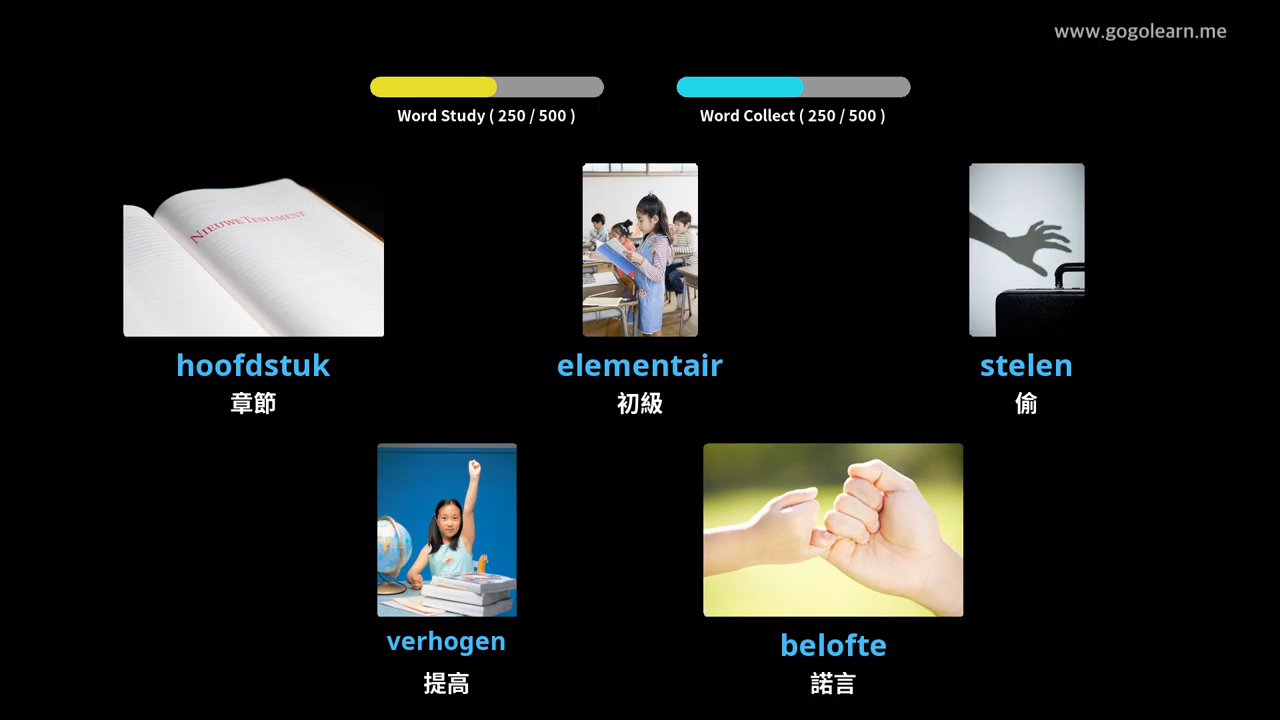 www.gogolearn.me
Word Study ( 250 / 500 )
Word Collect ( 250 / 500 )
NIEUWE TESTAMENT
hoofdstuk
章節
elementair
初級
stelen
偷
verhogen
提高
belofte
諾言